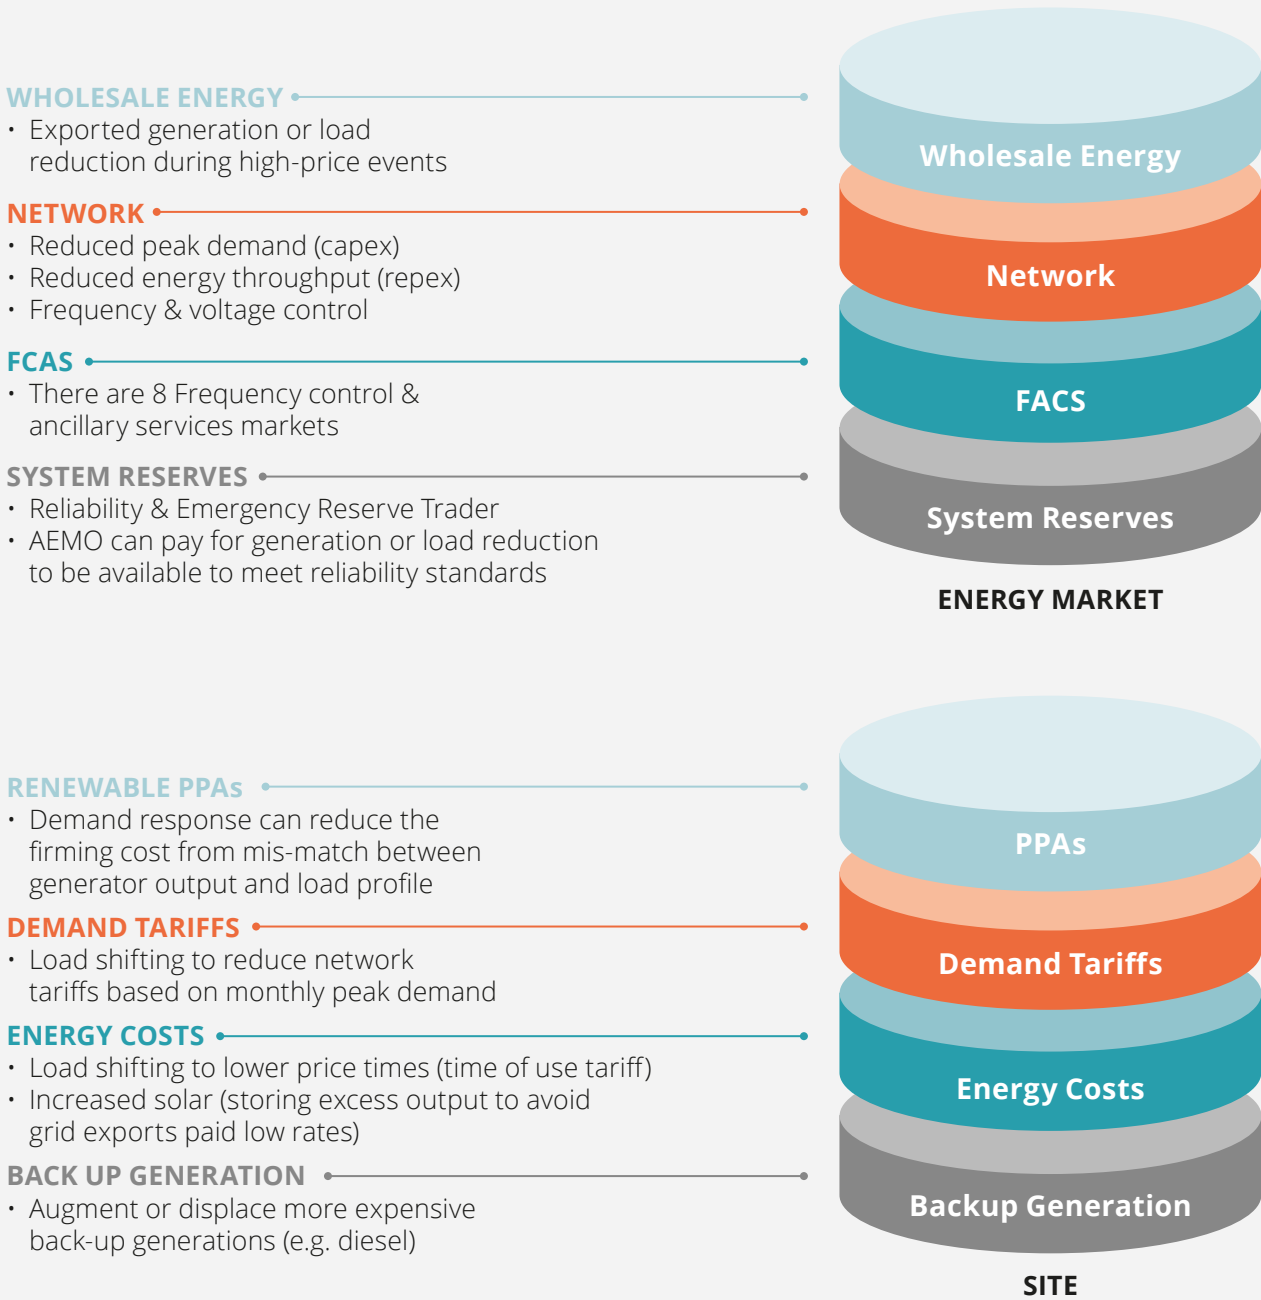 WHOLESALE ENERGY
• Exported generation or load
reduction during high-price events
NETWORK
• Reduced peak demand (capex)
• Reduced energy throughput (repex)
• Frequency & voltage control
FCAS
• There are 8 Frequency control &
ancillary services markets
SYSTEM RESERVES
• Reliability & Emergency Reserve Trader
• AEMO can pay for generation or load reduction
to be available to meet reliability standards
Wholesale Energy
Network
FACS
System Reserves
ENERGY MARKET
RENEWABLE PPAs
• Demand response can reduce the
firming cost from mis-match between
generator output and load profile
DEMAND TARIFFS
• Load shifting to reduce network
tariffs based on monthly peak demand
ENERGY COSTS
• Load shifting to lower price times (time of use tariff)
• Increased solar (storing excess output to avoid
grid exports paid low rates)
BACK UP GENERATION
• Augment or displace more expensive
back-up generations (e.g. diesel)
PPAs
Demand Tariffs
Energy Costs
Backup Generation
SITE